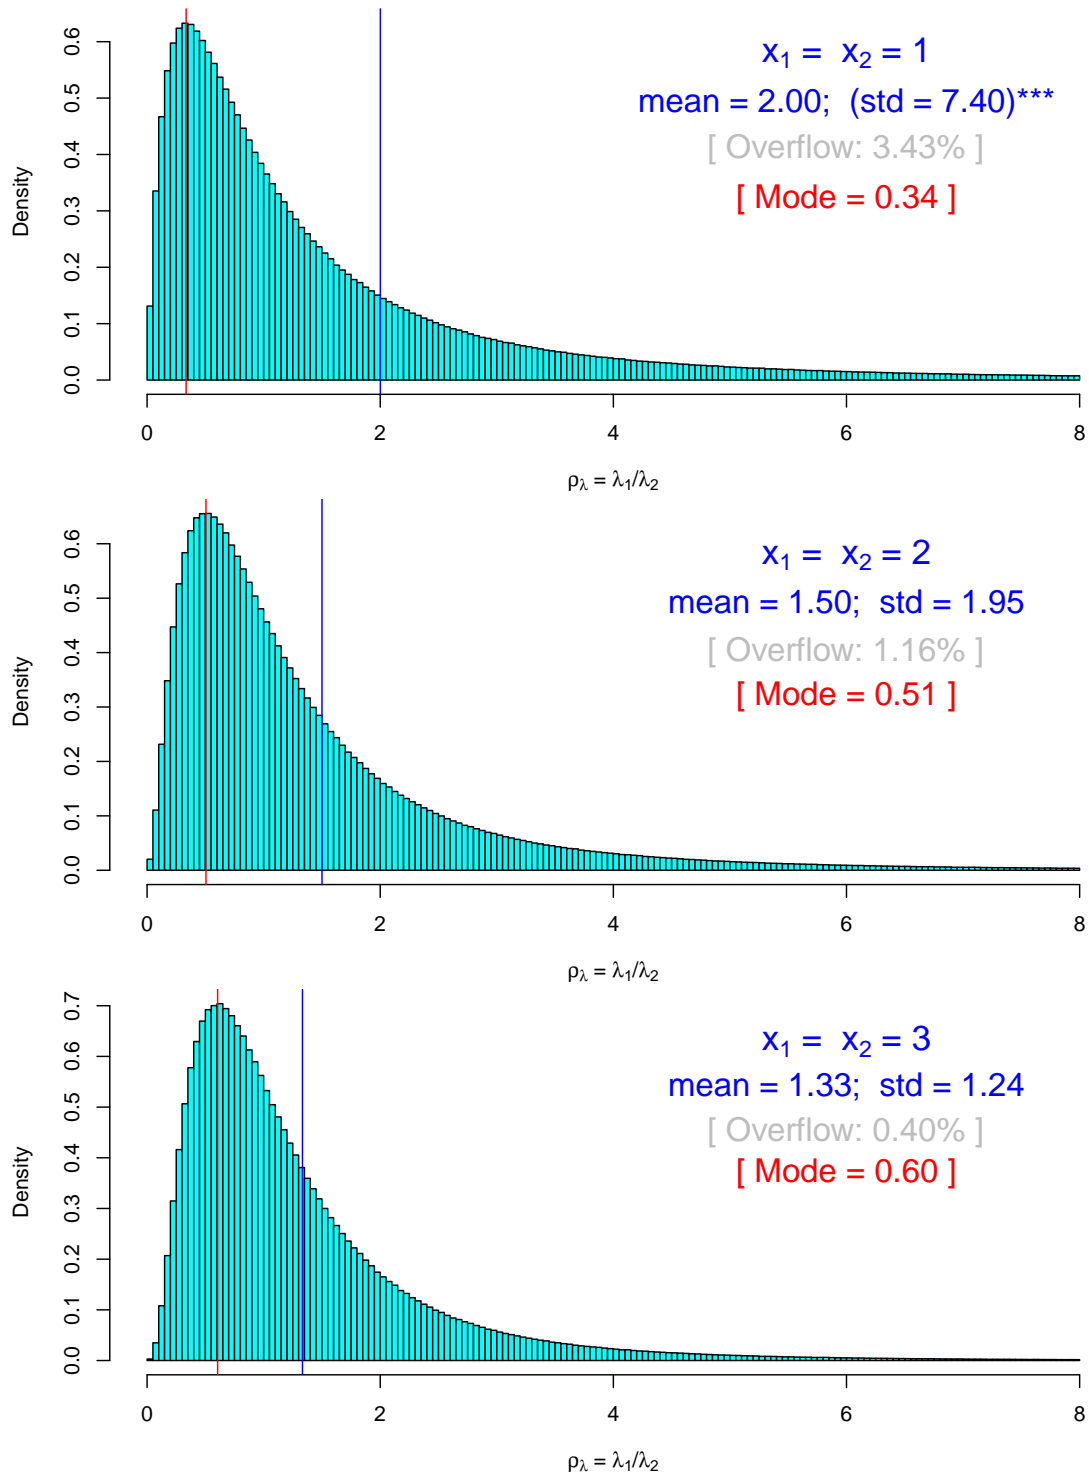 x₁ = x₂ = 1
mean = 2.00; (std = 7.40)***
[ Overflow: 3.43% ]
[ Mode = 0.34 ]
Density
0.0 0.1 0.2 0.3 0.4 0.5 0.6
0 2 4 6 8
ρλ = λ₁/λ₂
x₁ = x₂ = 2
mean = 1.50; std = 1.95
[ Overflow: 1.16% ]
[ Mode = 0.51 ]
Density
0.0 0.1 0.2 0.3 0.4 0.5 0.6
0 2 4 6 8
ρλ = λ₁/λ₂
x₁ = x₂ = 3
mean = 1.33; std = 1.24
[ Overflow: 0.40% ]
[ Mode = 0.60 ]
Density
0.0 0.1 0.2 0.3 0.4 0.5 0.6 0.7
0 2 4 6 8
ρλ = λ₁/λ₂